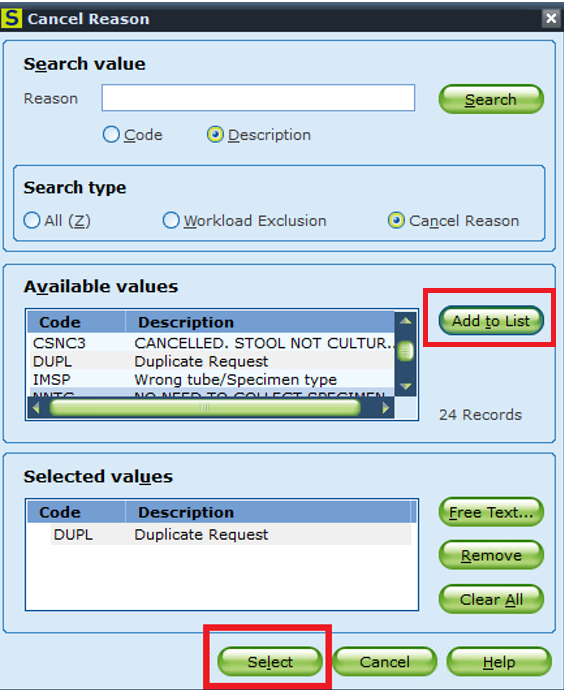 S Cancel Reason
Search value
Reason
Search
Code
Description
Search type
All (Z)
Workload Exclusion
Cancel Reason
Available values
Code Description
CSNC3 CANCELLED. STOOL NOT CULTUR...
DUPL Duplicate Request
IMSP Wrong tube/Specimen type
NO NEED TO COLLECT SPECIMEN
Add to List
24 Records
Selected values
Code Description
DUPL Duplicate Request
Free Text...
Remove
Clear All
Select
Cancel
Help